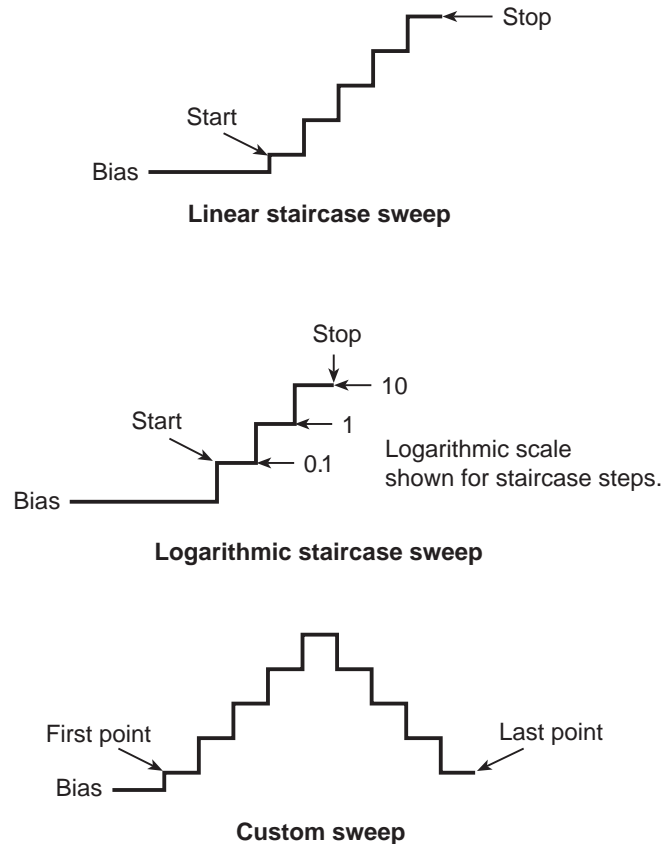 Stop
Start
Bias
Linear staircase sweep
Stop
10
Start
1
Logarithmic scale
0.1
shown for staircase steps.
Bias
Logarithmic staircase sweep
First point
Last point
Bias
Custom sweep